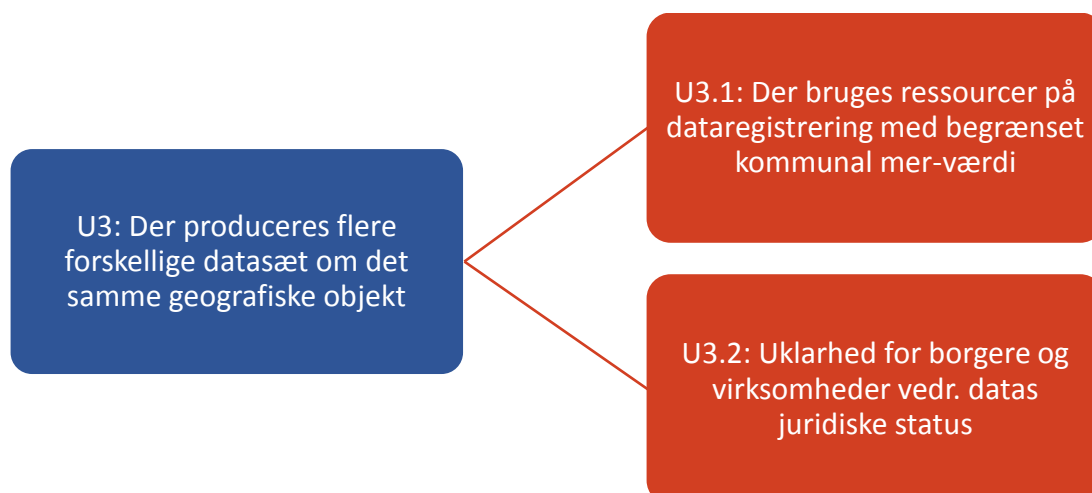 U3: Der produceres flere
forskellige datasæt om det
samme geografiske objekt
U3.1: Der bruges ressourcer på
dataregistrering med begrænset
kommunal mer-værdi
U3.2: Uklarhed for borgere og
virksomheder vedr. datas
juridiske status